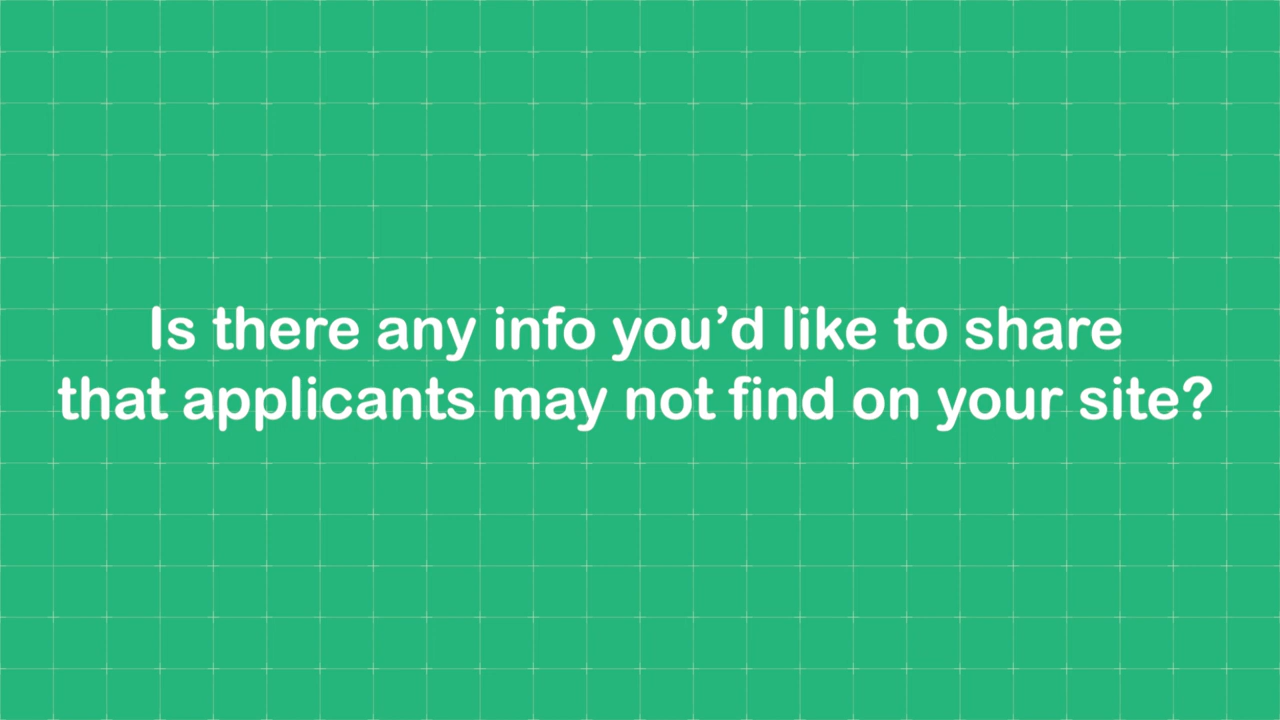 Is there any info you’d like to share
that applicants may not find on your site?